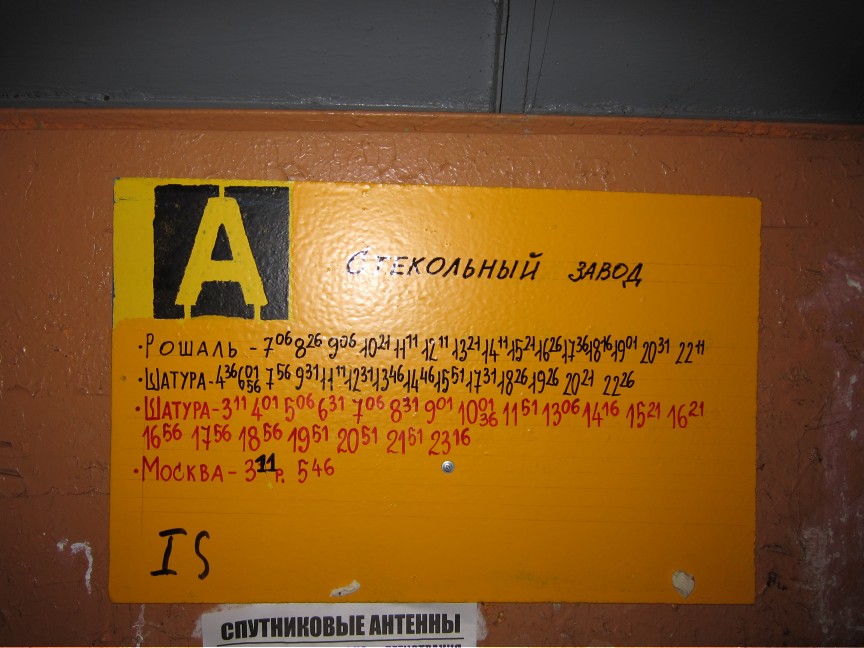 А
Стекольный завод
·Рошаль - 7⁰⁶ 8²⁶ 9⁰⁶ 10²¹ 11¹¹ 12¹¹ 13²¹ 14¹¹ 15²¹ 16²⁶ 17³⁶ 18¹⁶ 19⁰¹ 20³¹ 22¹¹
·Шатура - 4³⁶ 6⁰¹ 6⁵⁶ 7⁵⁶ 9³¹ 11¹¹ 12³¹ 13⁴⁶ 14⁴⁶ 15⁵¹ 17³¹ 18²⁶ 19²⁶ 20²¹ 22²⁶
·Шатура - 3¹¹ 4⁰¹ 5⁰⁶ 6³¹ 7⁰⁶ 8³¹ 9⁰¹ 10⁰¹ 10³⁶ 11⁵¹ 13⁰⁶ 14¹⁶ 15²¹ 16²¹
16⁵⁶ 17⁵⁶ 18⁵⁶ 19⁵¹ 20⁵¹ 21⁵¹ 23¹⁶
·Москва - 3¹¹р. 5⁴⁶
IS
СПУТНИКОВЫЕ АНТЕННЫ